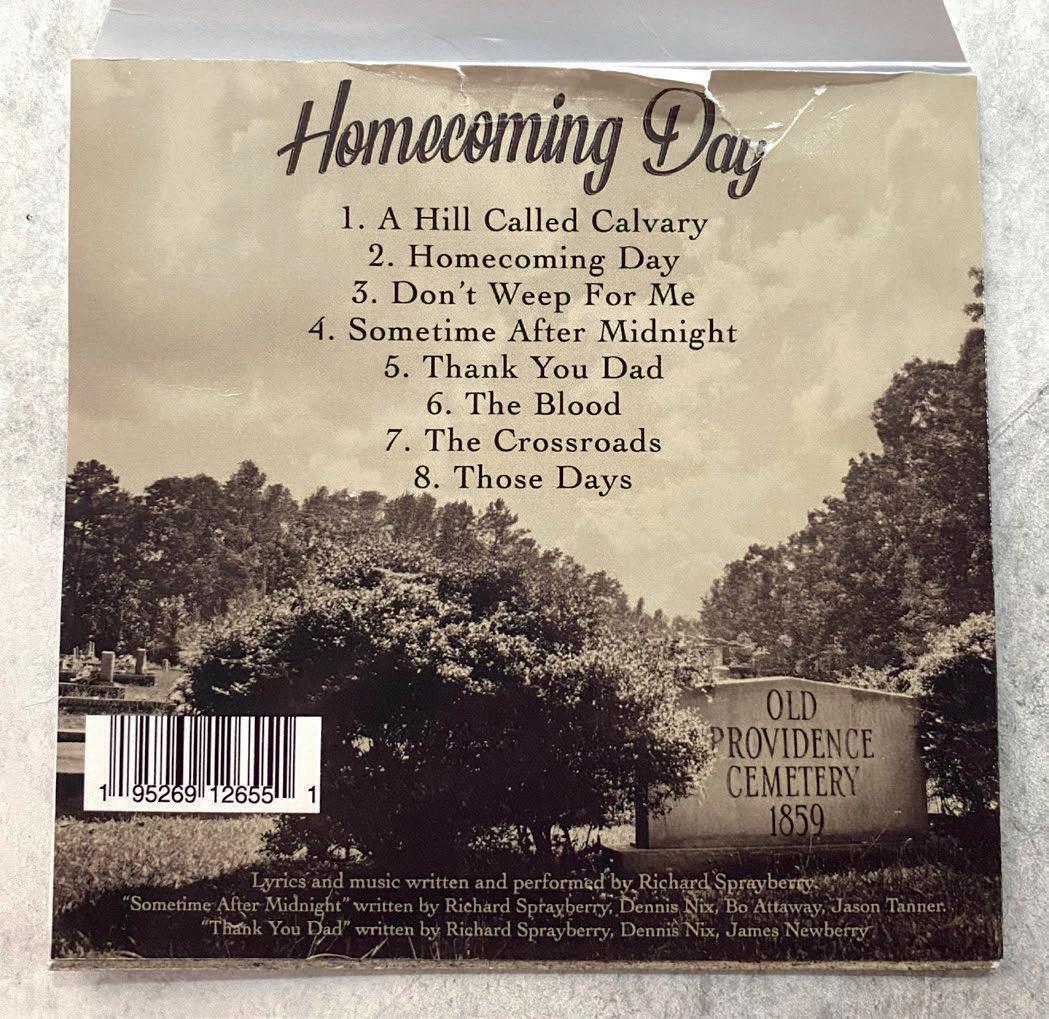 Homecoming Day
1. A Hill Called Calvary
2. Homecoming Day
3. Don't Weep For Me
4. Sometime After Midnight
5. Thank You Dad
6. The Blood
7. The Crossroads
8. Those Days
OLD
PROVIDENCE
CEMETERY
1859
1 95269 12655 1
Lyrics and music written and performed by Richard Sprayberry.
"Sometime After Midnight" written by Richard Sprayberry, Dennis Nix, Bo Attaway, Jason Tanner.
"Thank You Dad" written by Richard Sprayberry, Dennis Nix, James Newberry